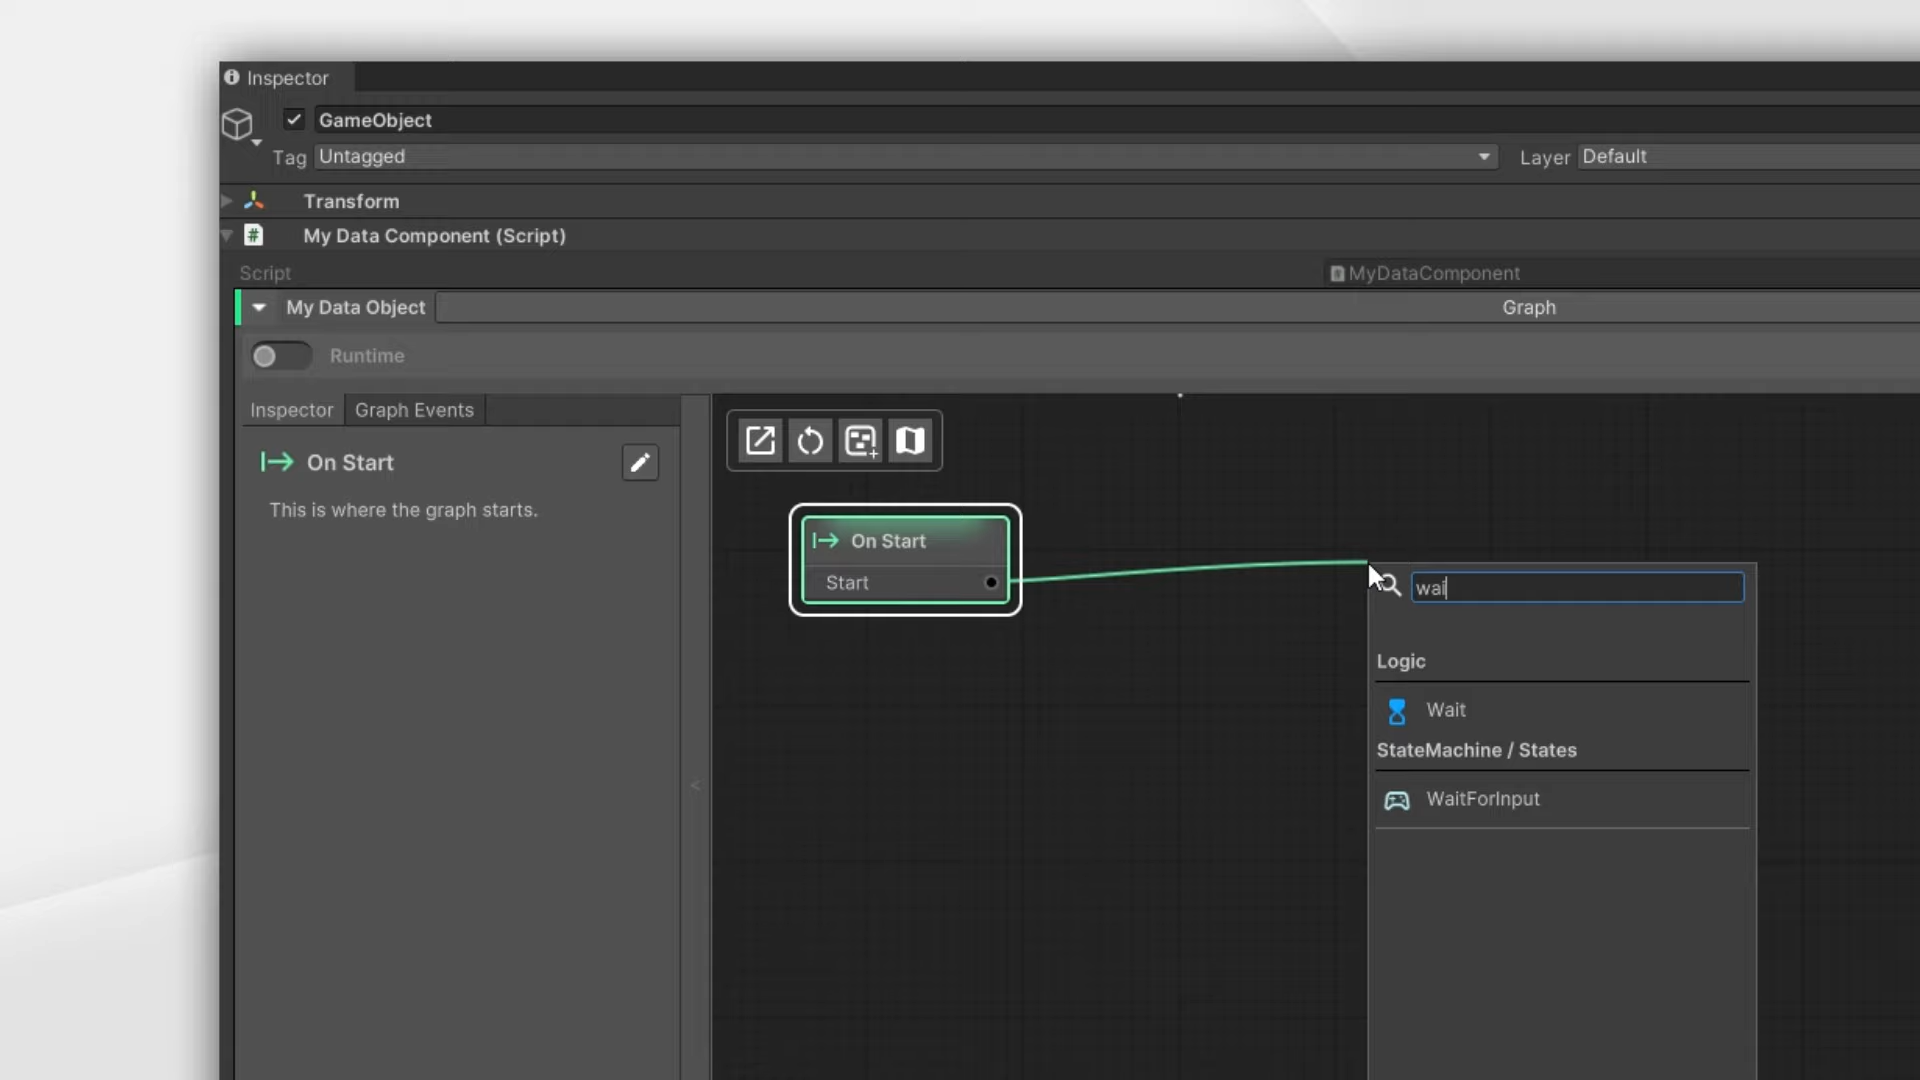 Inspector
GameObject
Tag Untagged Layer Default
Transform
# My Data Component (Script)
Script MyDataComponent
My Data Object Graph
Runtime
Inspector Graph Events
On Start
This is where the graph starts.
On Start
Start
wai
Logic
Wait
StateMachine / States
WaitForInput